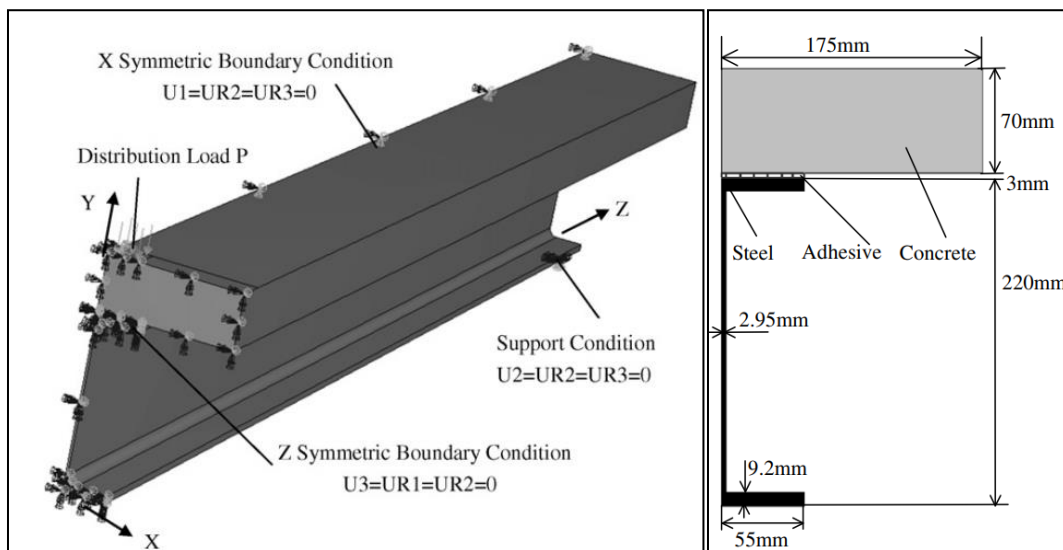 X Symmetric Boundary Condition
U1=UR2=UR3=0
Distribution Load P
Y
Z
Support Condition
U2=UR2=UR3=0
Z Symmetric Boundary Condition
U3=UR1=UR2=0
X
175mm
70mm
3mm
Steel
Adhesive
Concrete
220mm
2.95mm
9.2mm
55mm